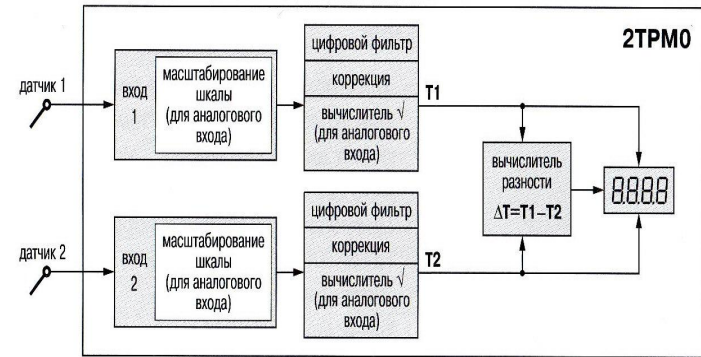 2ТРМ0
датчик 1
вход
1
масштабирование
шкалы
(для аналогового
входа)
цифровой фильтр
коррекция
вычислитель √
(для аналогового
входа)
T1
вычислитель
разности
ΔT=T1–T2
8.8.8.8
датчик 2
вход
2
масштабирование
шкалы
(для аналогового
входа)
цифровой фильтр
коррекция
вычислитель √
(для аналогового
входа)
T2